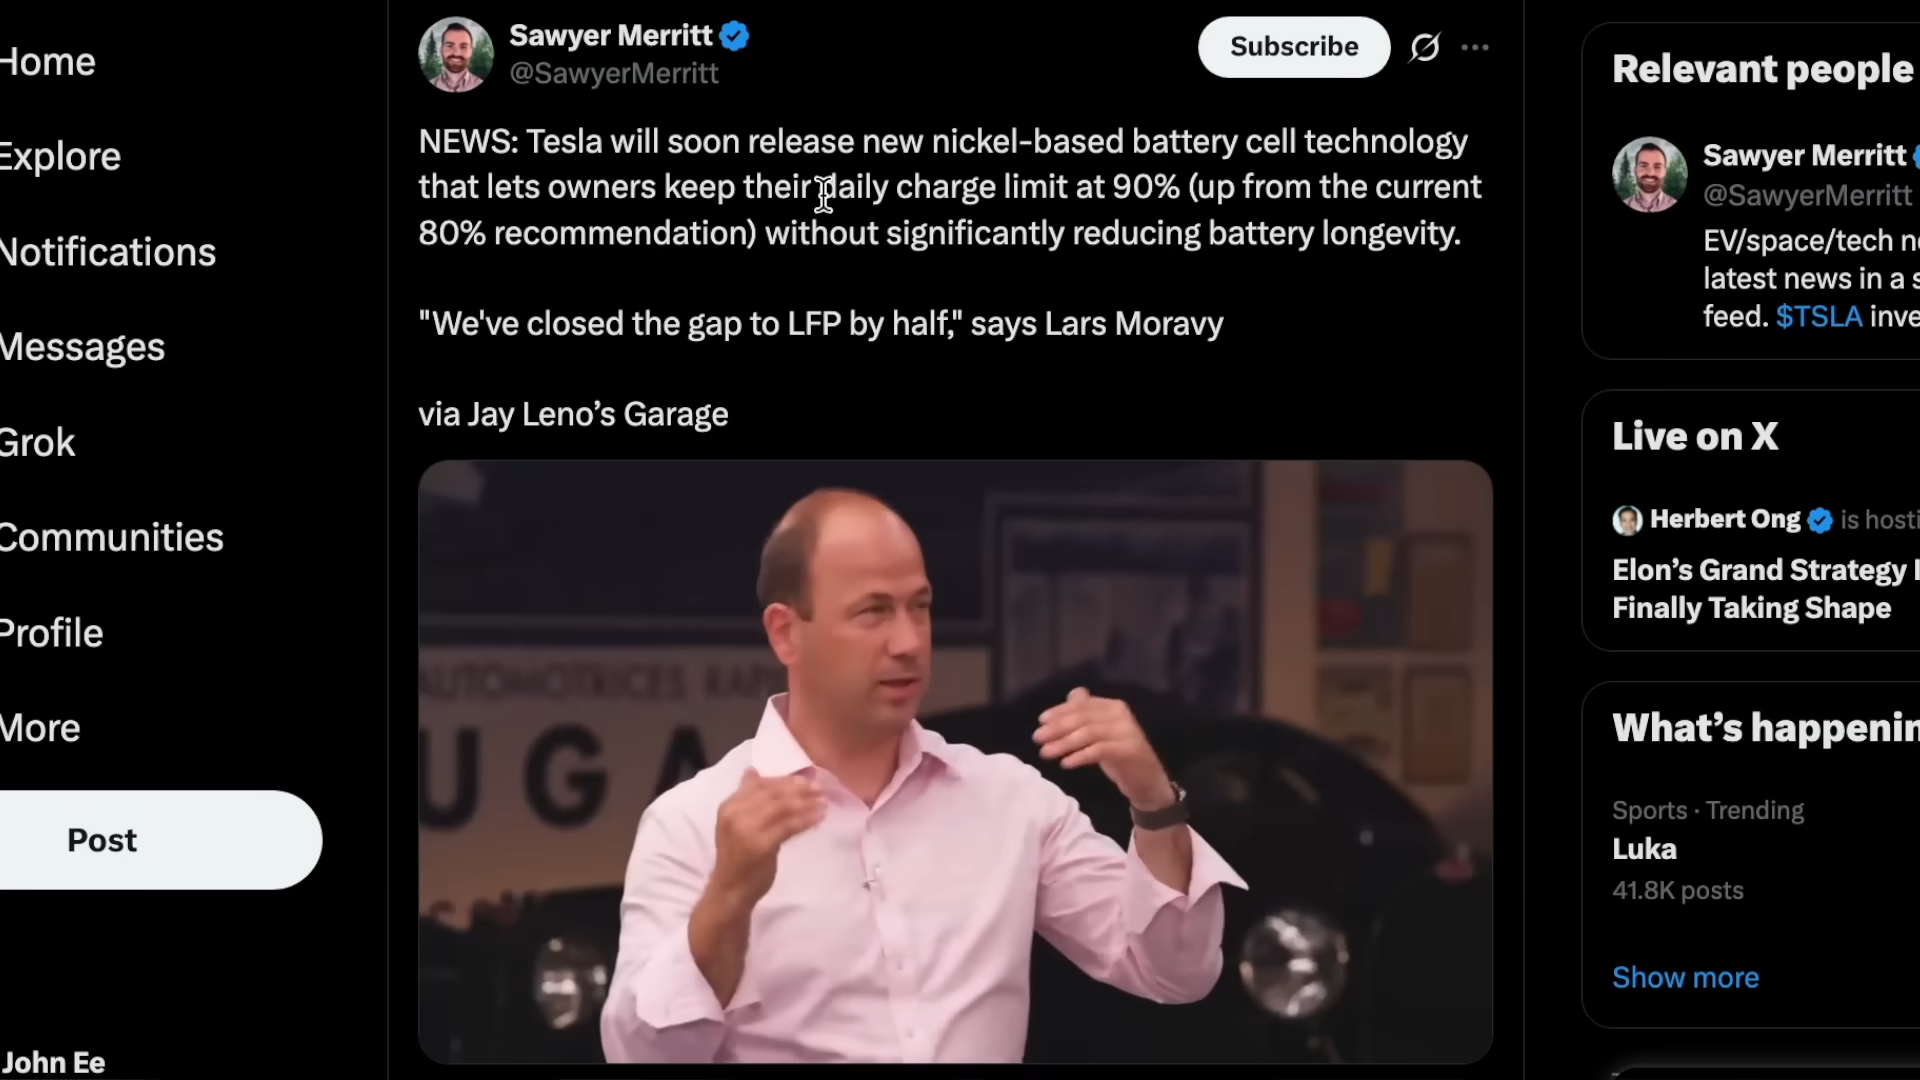 Home
Explore
Notifications
Messages
Grok
Communities
Profile
More
Post
John Ee
Sawyer Merritt
@SawyerMerritt
Subscribe
NEWS: Tesla will soon release new nickel-based battery cell technology
that lets owners keep their daily charge limit at 90% (up from the current
80% recommendation) without significantly reducing battery longevity.
"We've closed the gap to LFP by half," says Lars Moravy
via Jay Leno’s Garage
AUTOMOTRICES
UGA
Relevant people
Sawyer Merritt
@SawyerMerritt
EV/space/tech
latest news in a
feed. $TSLA
Live on X
Herbert Ong is
Elon’s Grand Strategy
Finally Taking Shape
What’s happenin
Sports · Trending
Luka
41.8K posts
Show more